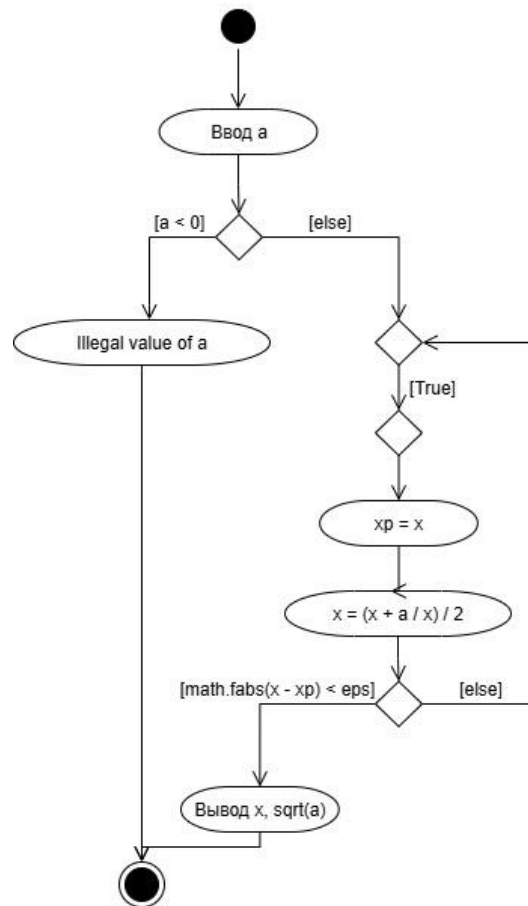 Ввод a
[a < 0]
[else]
Illegal value of a
[True]
xp = x
x = (x + a / x) / 2
[math.fabs(x - xp) < eps]
[else]
Вывод x, sqrt(a)